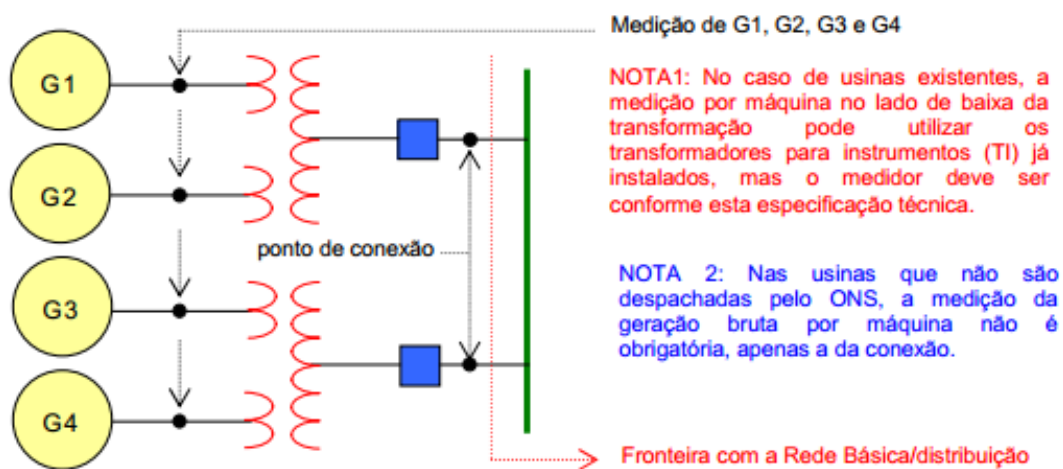 Medição de G1, G2, G3 e G4
G1
NOTA1: No caso de usinas existentes, a
medição por máquina no lado de baixa da
transformação pode utilizar os
transformadores para instrumentos (TI) já
instalados, mas o medidor deve ser
conforme esta especificação técnica.
G2
ponto de conexão
NOTA 2: Nas usinas que não são
despachadas pelo ONS, a medição da
geração bruta por máquina não é
obrigatória, apenas a da conexão.
G3
G4
Fronteira com a Rede Básica/distribuição